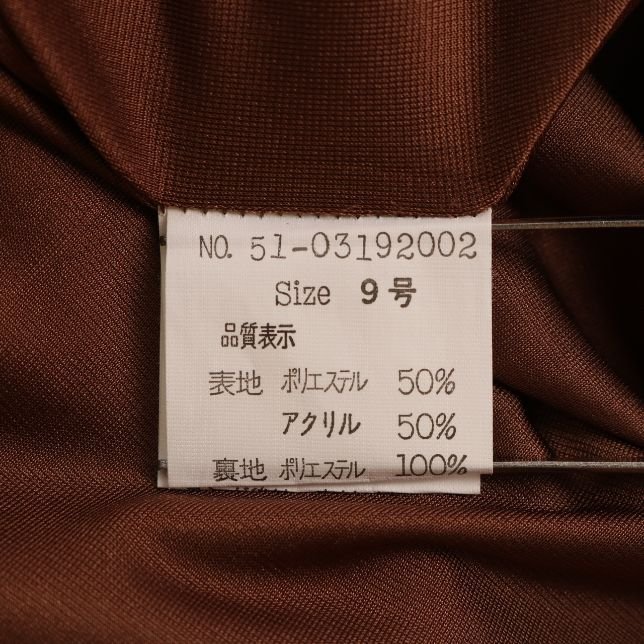 NO. 51-03192002
Size 9号
品質表示
表地 ポリエステル 50%
アクリル 50%
裏地 ポリエステル 100%